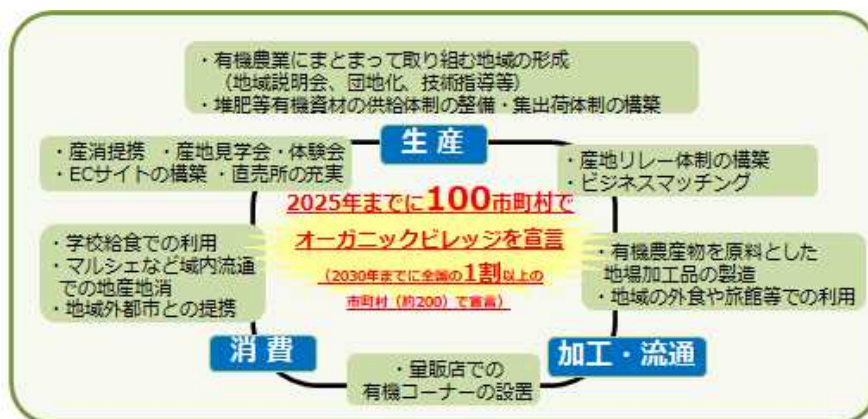 ・有機農業にまとまって取り組む地域の形成
（地域説明会、団地化、技術指導等）
・堆肥等有機資材の供給体制の整備・集出荷体制の構築
生産
・産消提携 ・産地見学会・体験会
・ECサイトの構築 ・直売所の充実
・産地リレー体制の構築
・ビジネスマッチング
2025年までに100市町村で
オーガニックビレッジを宣言
（2030年までに全国の1割以上の
市町村（約200）で宣言）
・学校給食での利用
・マルシェなど域内流通
での地産地消
・地域外都市との提携
・有機農産物を原料とした
地場加工品の製造
・地域の外食や旅館等での利用
消費
加工・流通
・量販店での
有機コーナーの設置